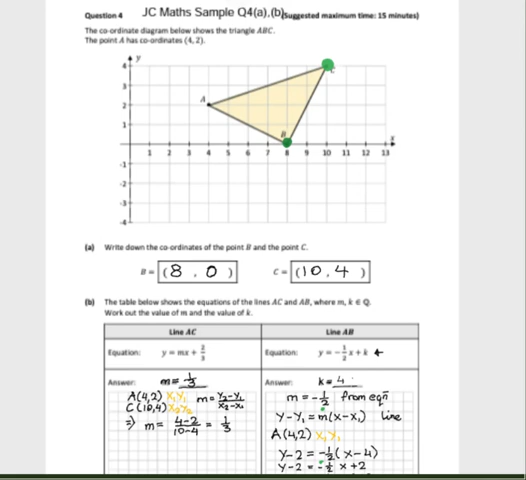 JC Maths Sample Q4(a),(b)
Question 4
(Suggested maximum time: 15 minutes)
The co-ordinate diagram below shows the triangle ABC.
The point A has co-ordinates (4, 2).
y
4
3
2
1
-1
-2
-3
-4
A
B
x
1 2 3 4 5 6 7 8 9 10 11 12 13
(a) Write down the co-ordinates of the point B and the point C.
B = (8 , 0) C = (10, 4)
(b) The table below shows the equations of the lines AC and AB, where m, k ∈ Q.
Work out the value of m and the value of k.
Line AC
Equation: y = mx + 2/3
Answer: m = 1/3
A(4,2) x₁y₁ m = y₂-y₁/x₂-x₁
C(10,4) x₂y₂
⇒ m = 4-2/10-4 = 1/3
Line AB
Equation: y = -1/2 x + k ←
Answer: k = 4
m = -1/2 from eqn
y-y₁ = m(x-x₁) line
A(4,2) x₁y₁
y-2 = -1/2(x-4)
y-2 = -1/2 x +2